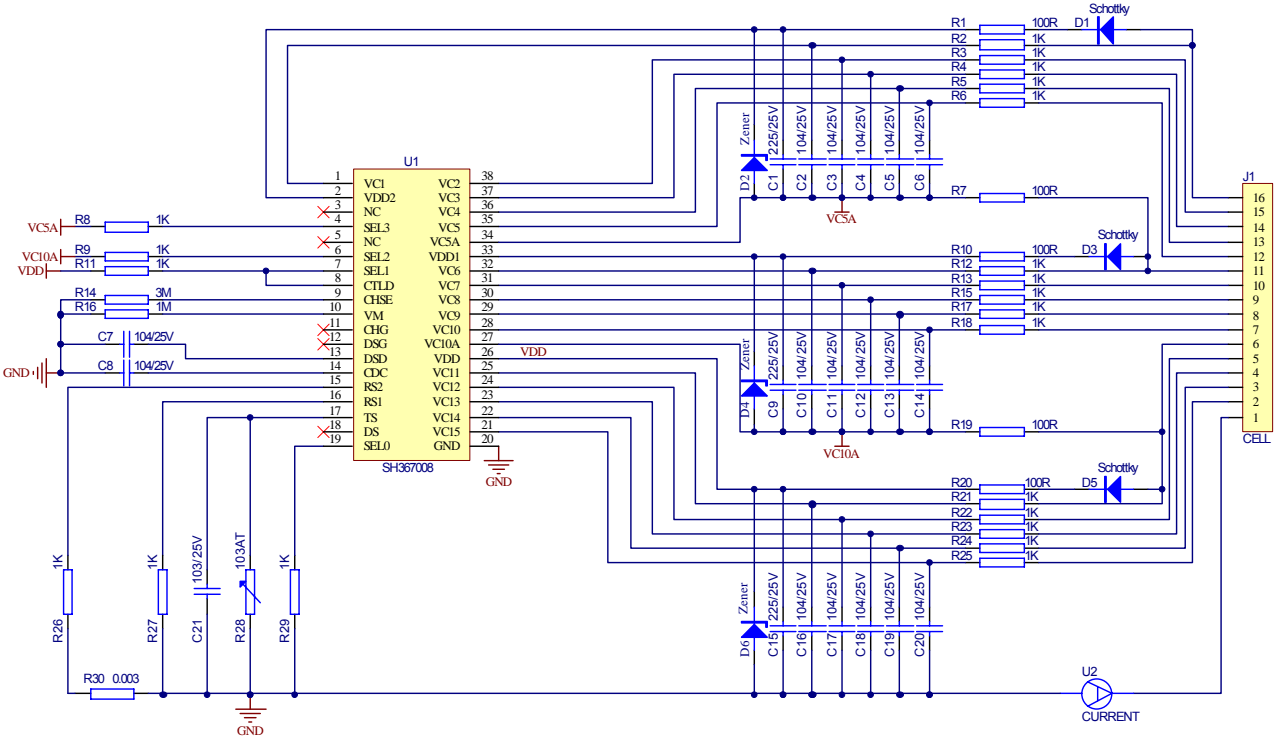 Schottky
R1 100R D1
R2 1K
R3 1K
R4 1K
R5 1K
R6 1K
Zener
D2
225/25V
C1
104/25V
C2
104/25V
C3
104/25V
C4
104/25V
C5
104/25V
C6
R7 100R
VC5A
U1
1 VC1 VC2 38
2 VDD2 VC3 37
3 NC VC4 36
4 SEL3 VC5 35
5 NC VC5A 34
6 SEL2 VDD1 33
7 SEL1 VC6 32
8 CTLD VC7 31
9 CHSE VC8 30
10 VM VC9 29
11 CHG VC10 28
12 DSG VC10A 27
13 DSD VDD 26
14 CDC VC11 25
15 RS2 VC12 24
16 RS1 VC13 23
17 TS VC14 22
18 DS VC15 21
19 SEL0 GND 20
SH367008
GND
VDD
VC5A R8 1K
VC10A R9 1K
VDD R11 1K
R14 3M
R16 1M
C7 104/25V
C8 104/25V
GND
J1
16
15
14
13
12
11
10
9
8
7
6
5
4
3
2
1
CELL
Schottky
R10 100R D3
R12 1K
R13 1K
R15 1K
R17 1K
R18 1K
Zener
D4
225/25V
C9
104/25V
C10
104/25V
C11
104/25V
C12
104/25V
C13
104/25V
C14
R19 100R
VC10A
Schottky
R20 100R D5
R21 1K
R22 1K
R23 1K
R24 1K
R25 1K
Zener
D6
225/25V
C15
104/25V
C16
104/25V
C17
104/25V
C18
104/25V
C19
104/25V
C20
1K
R26
1K
R27
103/25V
C21
103AT
R28
1K
R29
R30 0.003
GND
U2
CURRENT